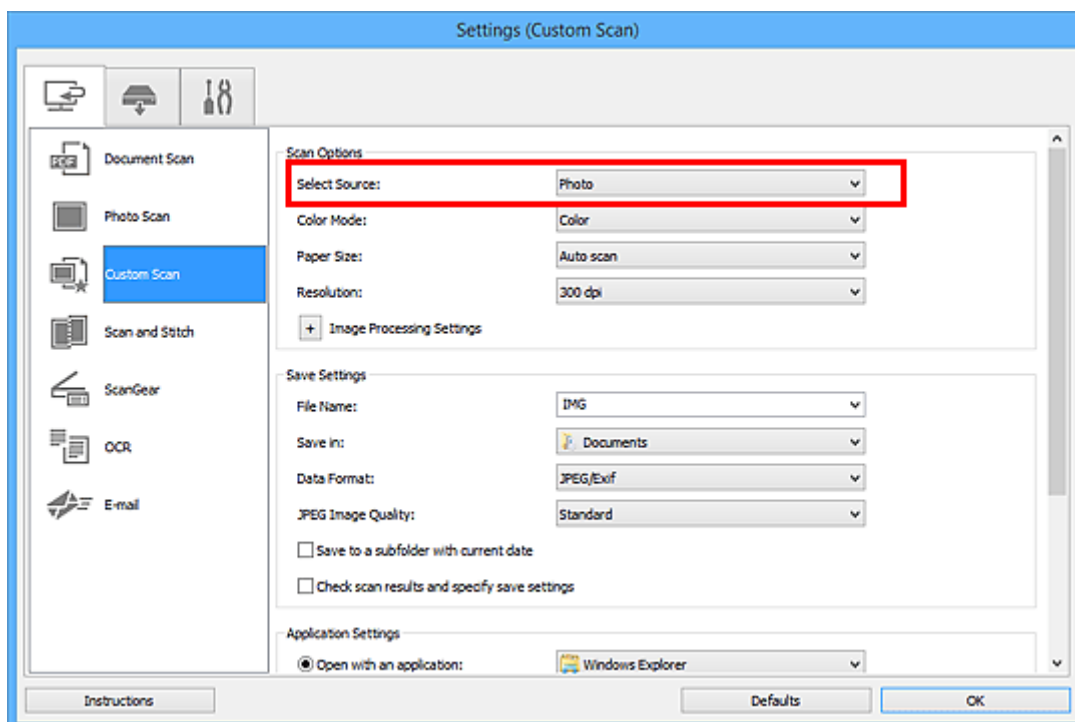 Settings (Custom Scan)
PDF
Document Scan
Photo Scan
Custom Scan
Scan and Stitch
ScanGear
OCR
E-mail
Scan Options
Select Source: Photo
Color Mode: Color
Paper Size: Auto scan
Resolution: 300 dpi
+ Image Processing Settings
Save Settings
File Name: IMG
Save in: Documents
Data Format: JPEG/Exif
JPEG Image Quality: Standard
Save to a subfolder with current date
Check scan results and specify save settings
Application Settings
Open with an application: Windows Explorer
Instructions Defaults OK